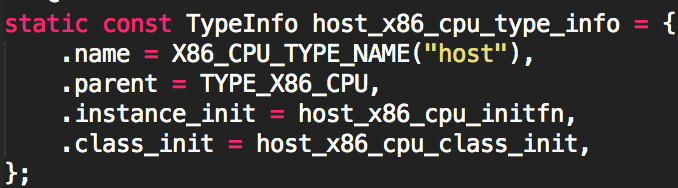 static const TypeInfo host_x86_cpu_type_info = {
    .name = X86_CPU_TYPE_NAME("host"),
    .parent = TYPE_X86_CPU,
    .instance_init = host_x86_cpu_initfn,
    .class_init = host_x86_cpu_class_init,
};